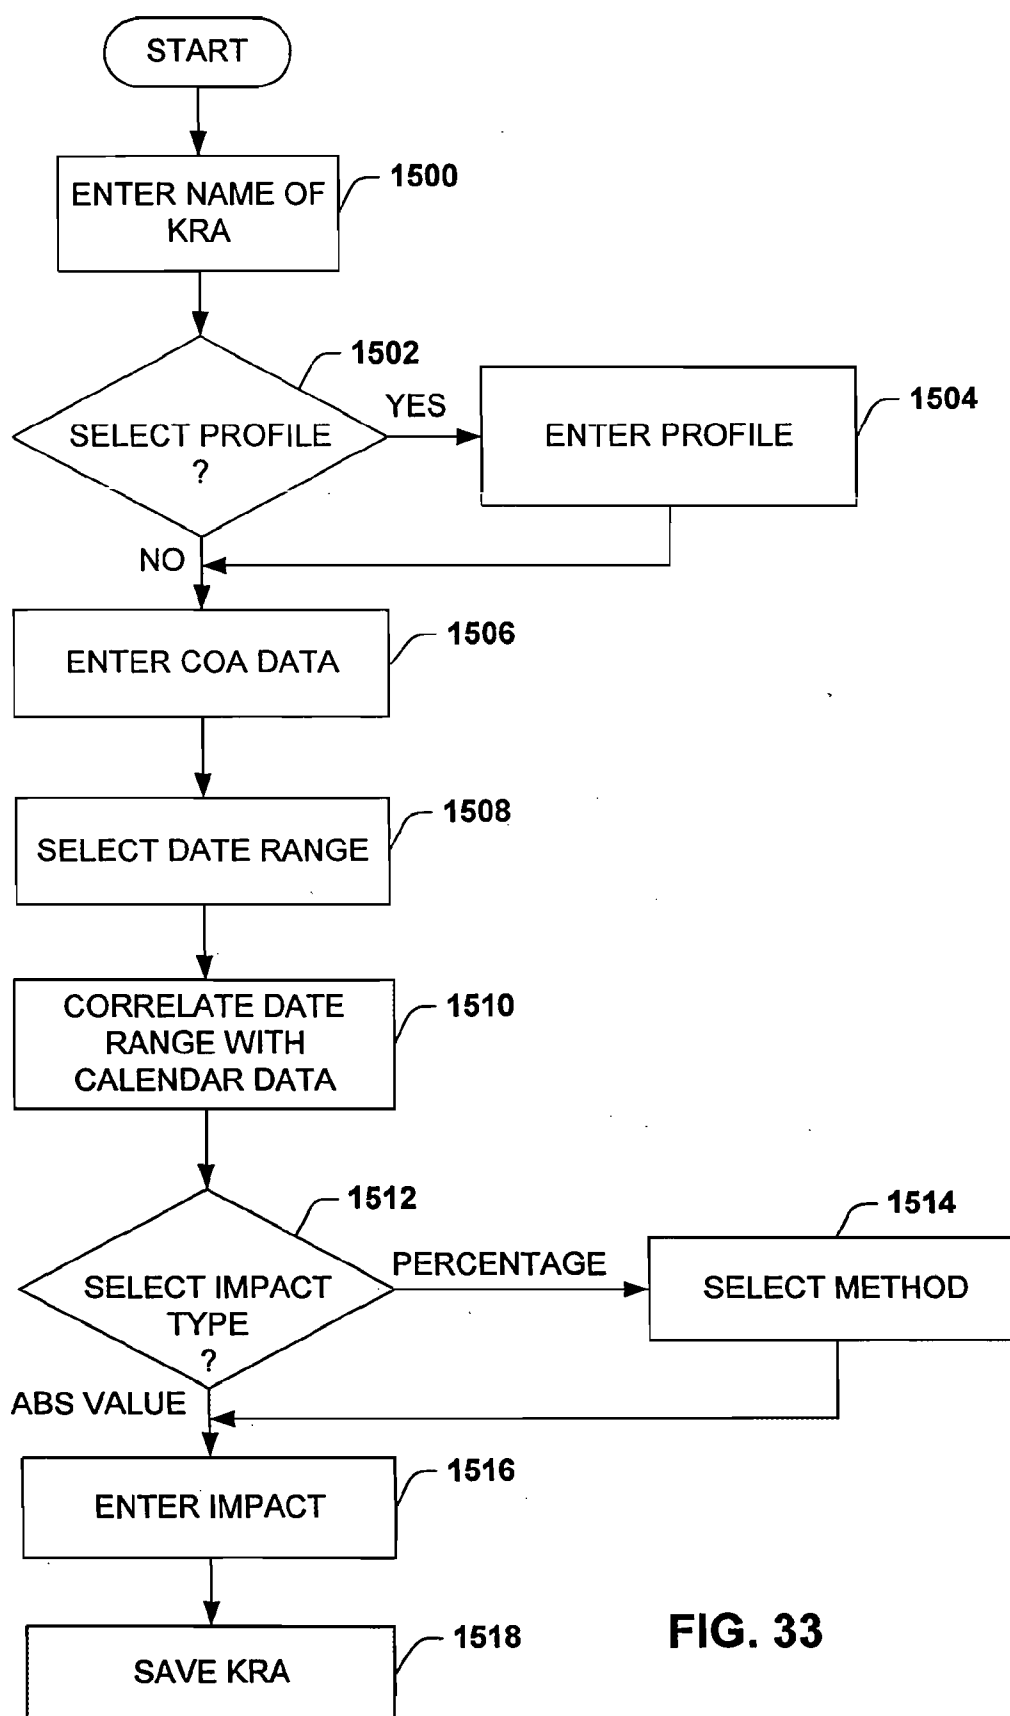 START
1500
ENTER NAME OF
KRA
1502
SELECT PROFILE
?
YES
1504
ENTER PROFILE
NO
1506
ENTER COA DATA
1508
SELECT DATE RANGE
1510
CORRELATE DATE
RANGE WITH
CALENDAR DATA
1512
SELECT IMPACT
TYPE
?
PERCENTAGE
1514
SELECT METHOD
ABS VALUE
1516
ENTER IMPACT
1518
SAVE KRA
FIG. 33